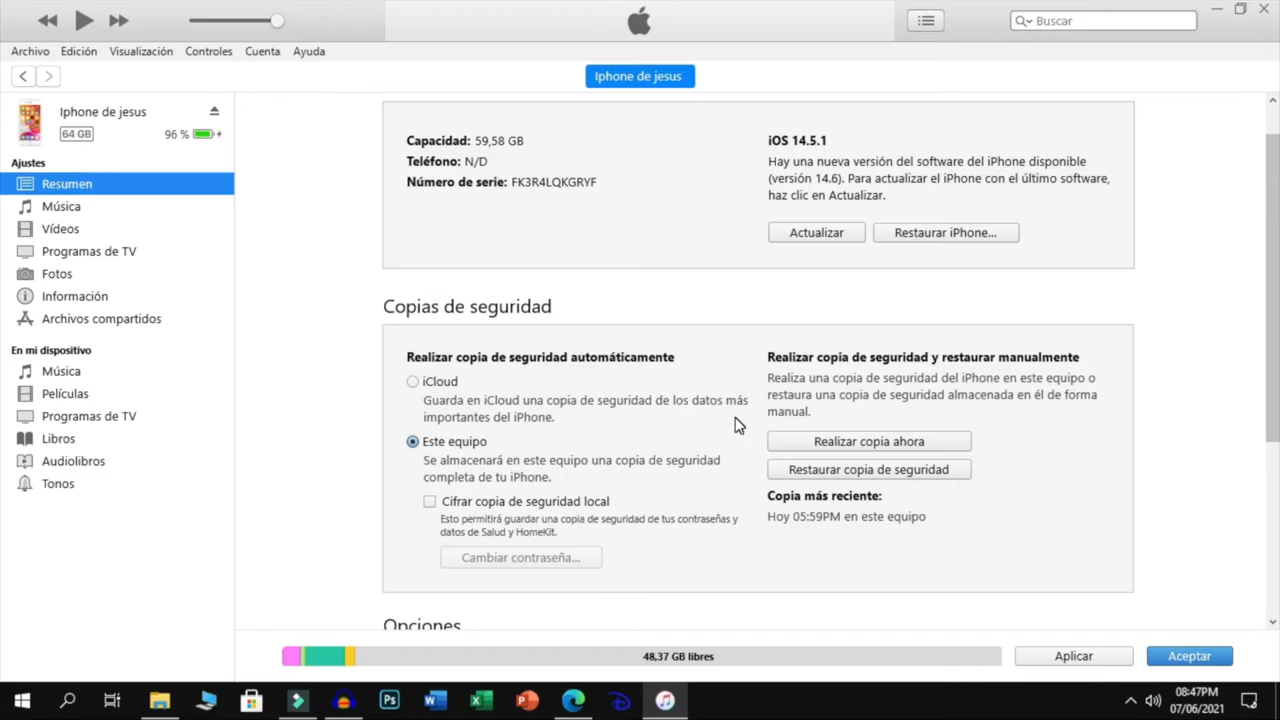 Buscar
Archivo Edición Visualización Controles Cuenta Ayuda
Iphone de jesus
Iphone de jesus
64 GB 96 %
Ajustes
Resumen
Música
Vídeos
Programas de TV
Fotos
Información
Archivos compartidos
En mi dispositivo
Música
Películas
Programas de TV
Libros
Audiolibros
Tonos
Capacidad: 59,58 GB
Teléfono: N/D
Número de serie: FK3R4LQKGRYF
iOS 14.5.1
Hay una nueva versión del software del iPhone disponible
(versión 14.6). Para actualizar el iPhone con el último software,
haz clic en Actualizar.
Actualizar Restaurar iPhone...
Copias de seguridad
Realizar copia de seguridad automáticamente
iCloud
Guarda en iCloud una copia de seguridad de los datos más
importantes del iPhone.
Este equipo
Se almacenará en este equipo una copia de seguridad
completa de tu iPhone.
Cifrar copia de seguridad local
Esto permitirá guardar una copia de seguridad de tus contraseñas y
datos de Salud y HomeKit.
Cambiar contraseña...
Realizar copia de seguridad y restaurar manualmente
Realiza una copia de seguridad del iPhone en este equipo o
restaura una copia de seguridad almacenada en él de forma
manual.
Realizar copia ahora
Restaurar copia de seguridad
Copia más reciente:
Hoy 05:59PM en este equipo
Opciones
48,37 GB libres
Aplicar Aceptar
Ps
08:47PM
07/06/2021